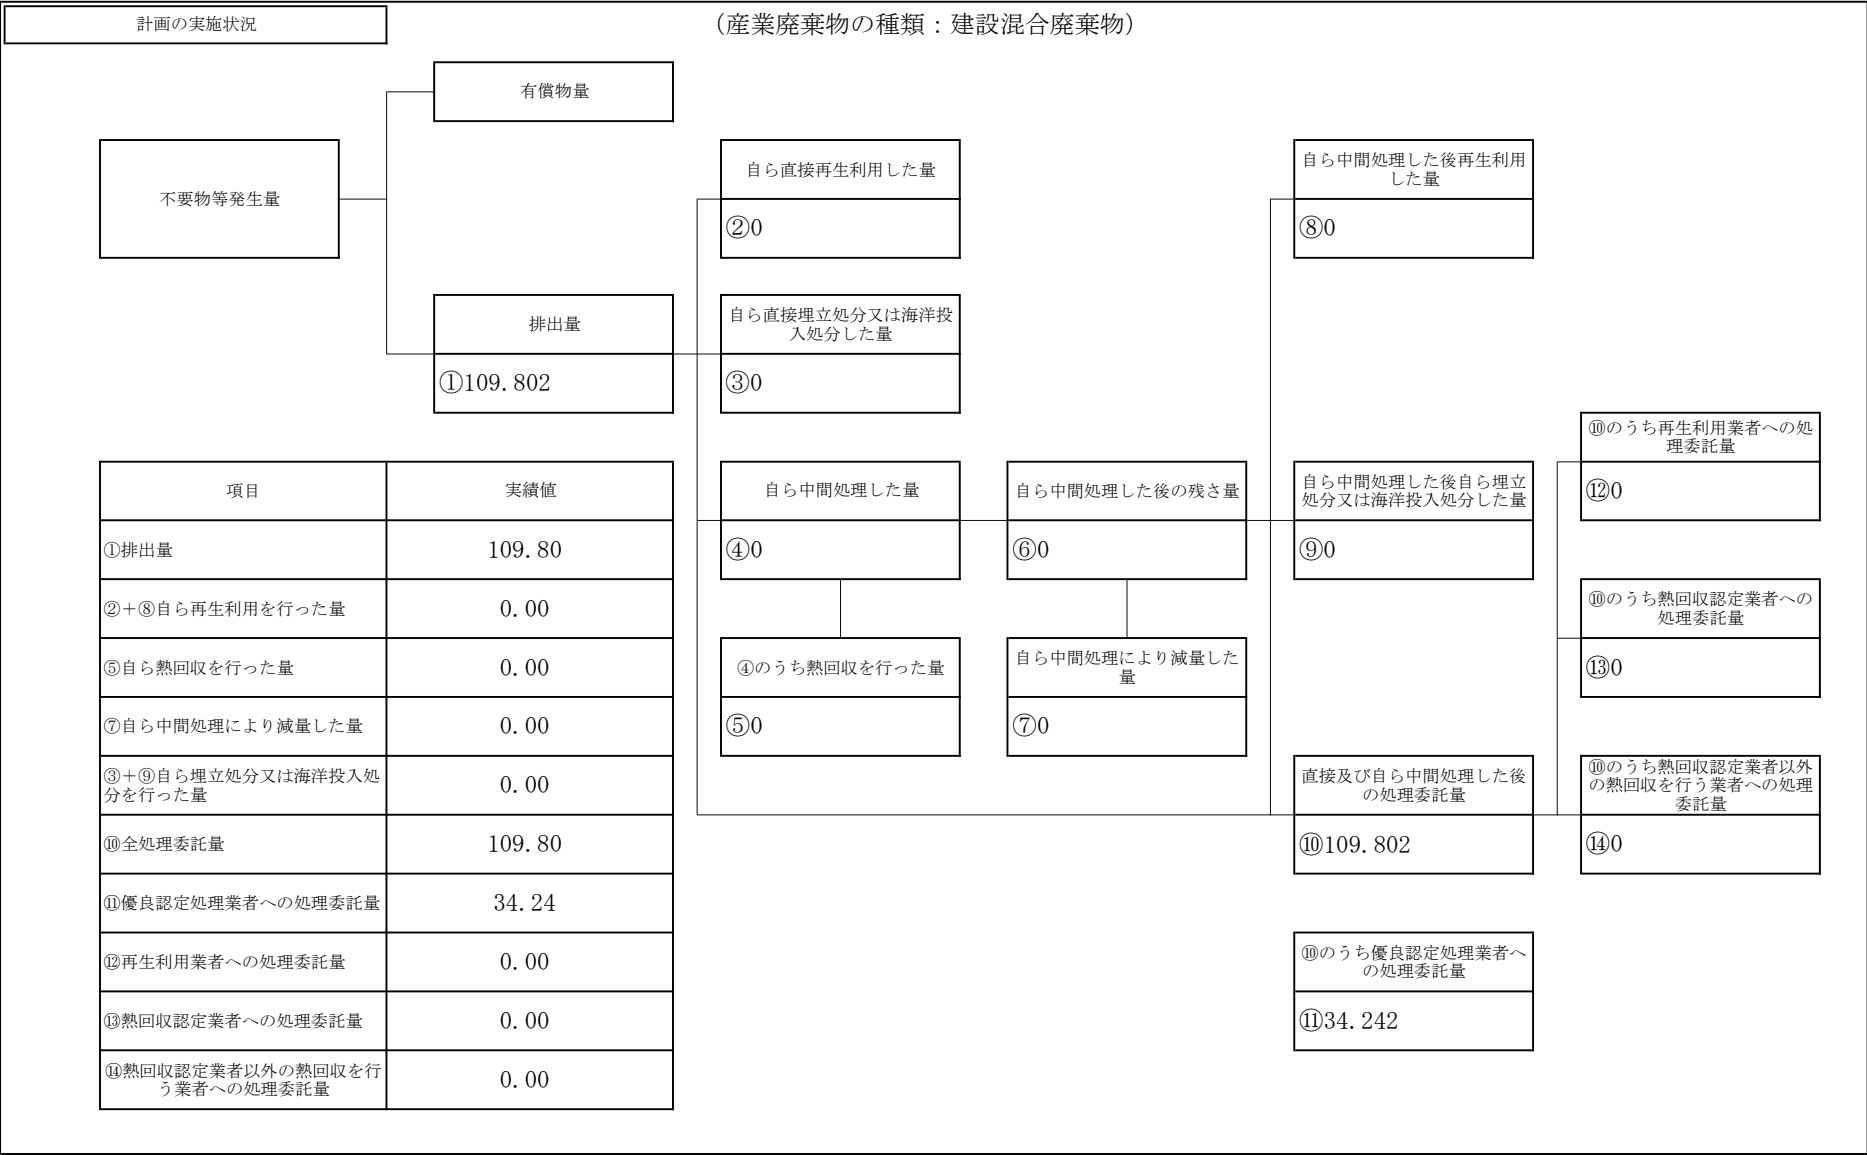 計画の実施状況
（産業廃棄物の種類：建設混合廃棄物）
有償物量
不要物等発生量
自ら直接再生利用した量
②0
自ら中間処理した後再生利用
した量
⑧0
排出量
①109.802
自ら直接埋立処分又は海洋投
入処分した量
③0
⑩のうち再生利用業者への処
理委託量
⑫0
自ら中間処理した量
④0
自ら中間処理した後の残さ量
⑥0
自ら中間処理した後自ら埋立
処分又は海洋投入処分した量
⑨0
⑩のうち熱回収認定業者への
処理委託量
⑬0
④のうち熱回収を行った量
⑤0
自ら中間処理により減量した
量
⑦0
直接及び自ら中間処理した後
の処理委託量
⑩109.802
⑩のうち熱回収認定業者以外
の熱回収を行う業者への処理
委託量
⑭0
⑩のうち優良認定処理業者へ
の処理委託量
⑪34.242
項目 実績値
①排出量 109.80
②＋⑧自ら再生利用を行った量 0.00
⑤自ら熱回収を行った量 0.00
⑦自ら中間処理により減量した量 0.00
③＋⑨自ら埋立処分又は海洋投入処
分を行った量 0.00
⑩全処理委託量 109.80
⑪優良認定処理業者への処理委託量 34.24
⑫再生利用業者への処理委託量 0.00
⑬熱回収認定業者への処理委託量 0.00
⑭熱回収認定業者以外の熱回収を行
う業者への処理委託量 0.00